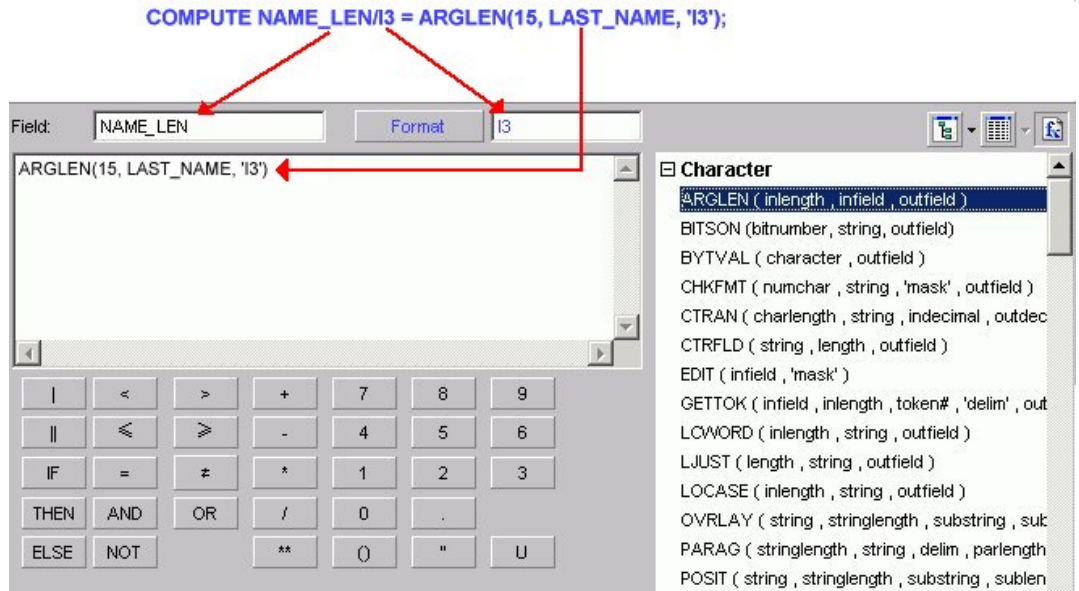 COMPUTE NAME_LEN/I3 = ARGLEN(15, LAST_NAME, 'I3');
Field: NAME_LEN Format I3
ARGLEN(15, LAST_NAME, 'I3')
| < > + 7 8 9
|| ≤ ≥ - 4 5 6
IF = ≠ * 1 2 3
THEN AND OR / 0 .
ELSE NOT ** () " U
Character
ARGLEN ( inlength , infield , outfield )
BITSON (bitnumber, string, outfield)
BYTVAL ( character , outfield )
CHKFMT ( numchar , string , 'mask' , outfield )
CTRAN ( charlength , string , indecimal , outdec
CTRFLD ( string , length , outfield )
EDIT ( infield , 'mask' )
GETTOK ( infield , inlength , token# , 'delim' , out
LCWORD ( inlength , string , outfield )
LJUST ( length , string , outfield )
LOCASE ( inlength , string , outfield )
OVRLAY ( string , stringlength , substring , sub
PARAG ( stringlength , string , delim , parlength
POSIT ( string , stringlength , substring , sublen